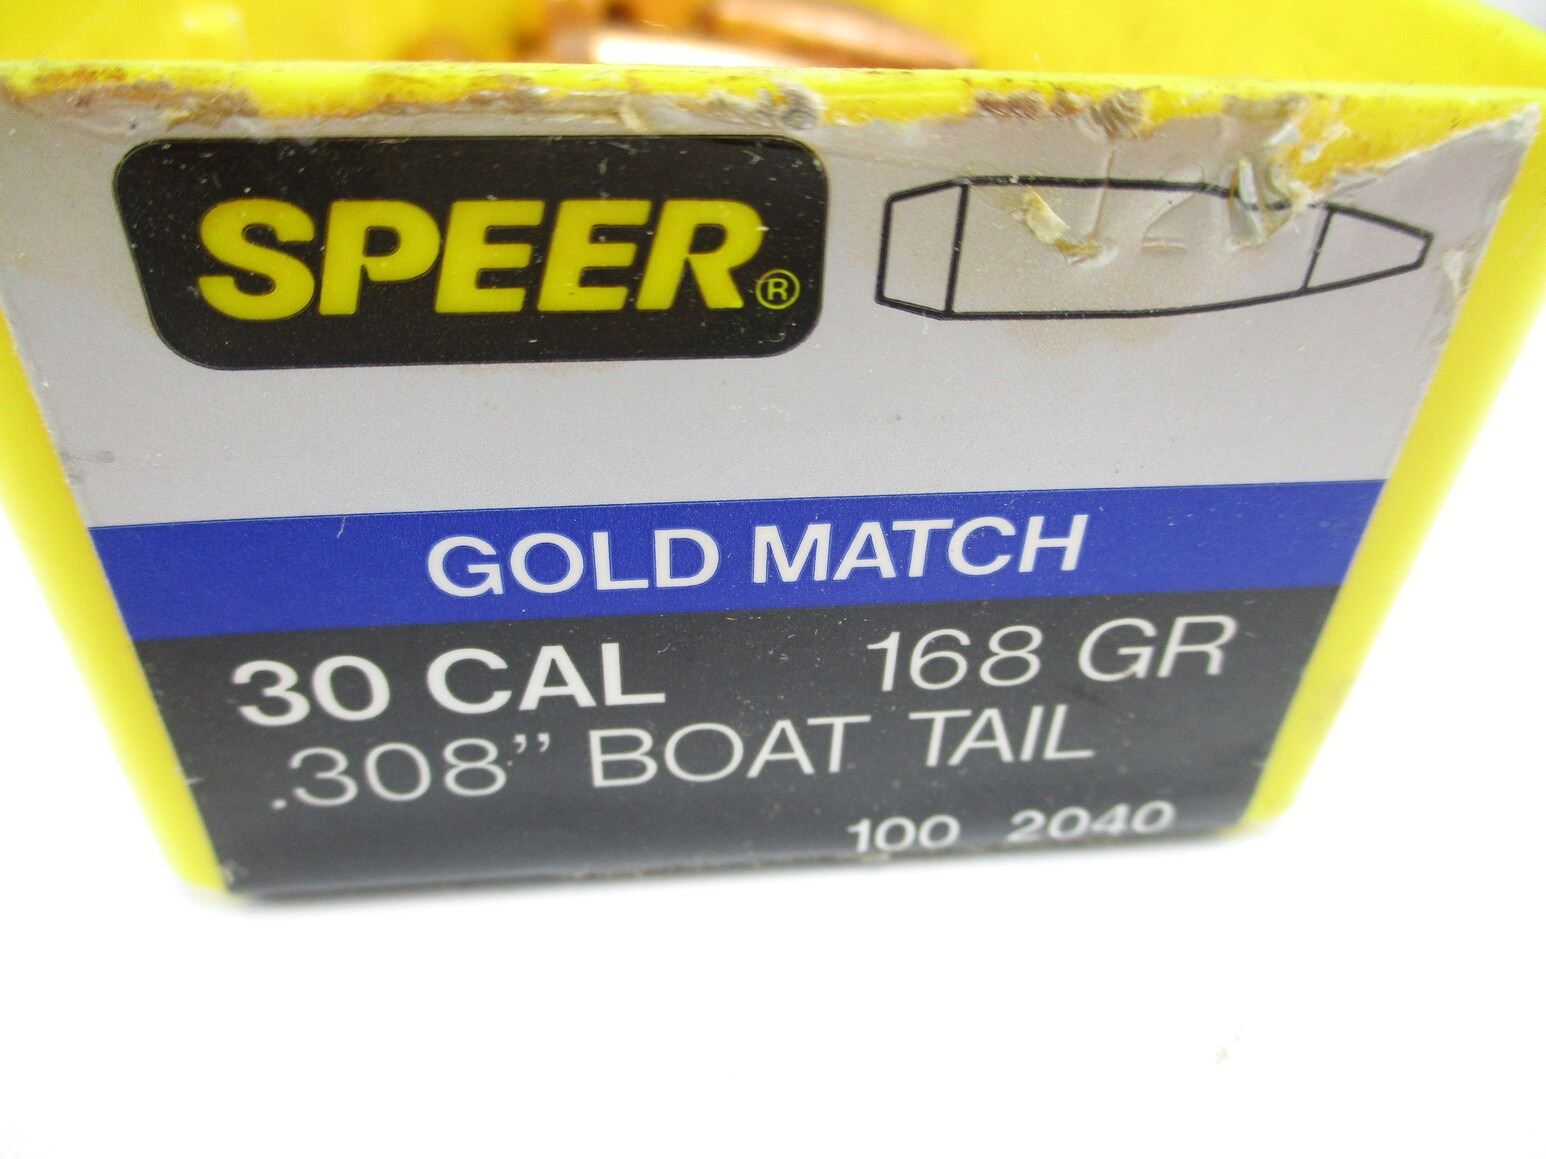 SPEER®
GOLD MATCH
30 CAL 168 GR
.308” BOAT TAIL
100 2040